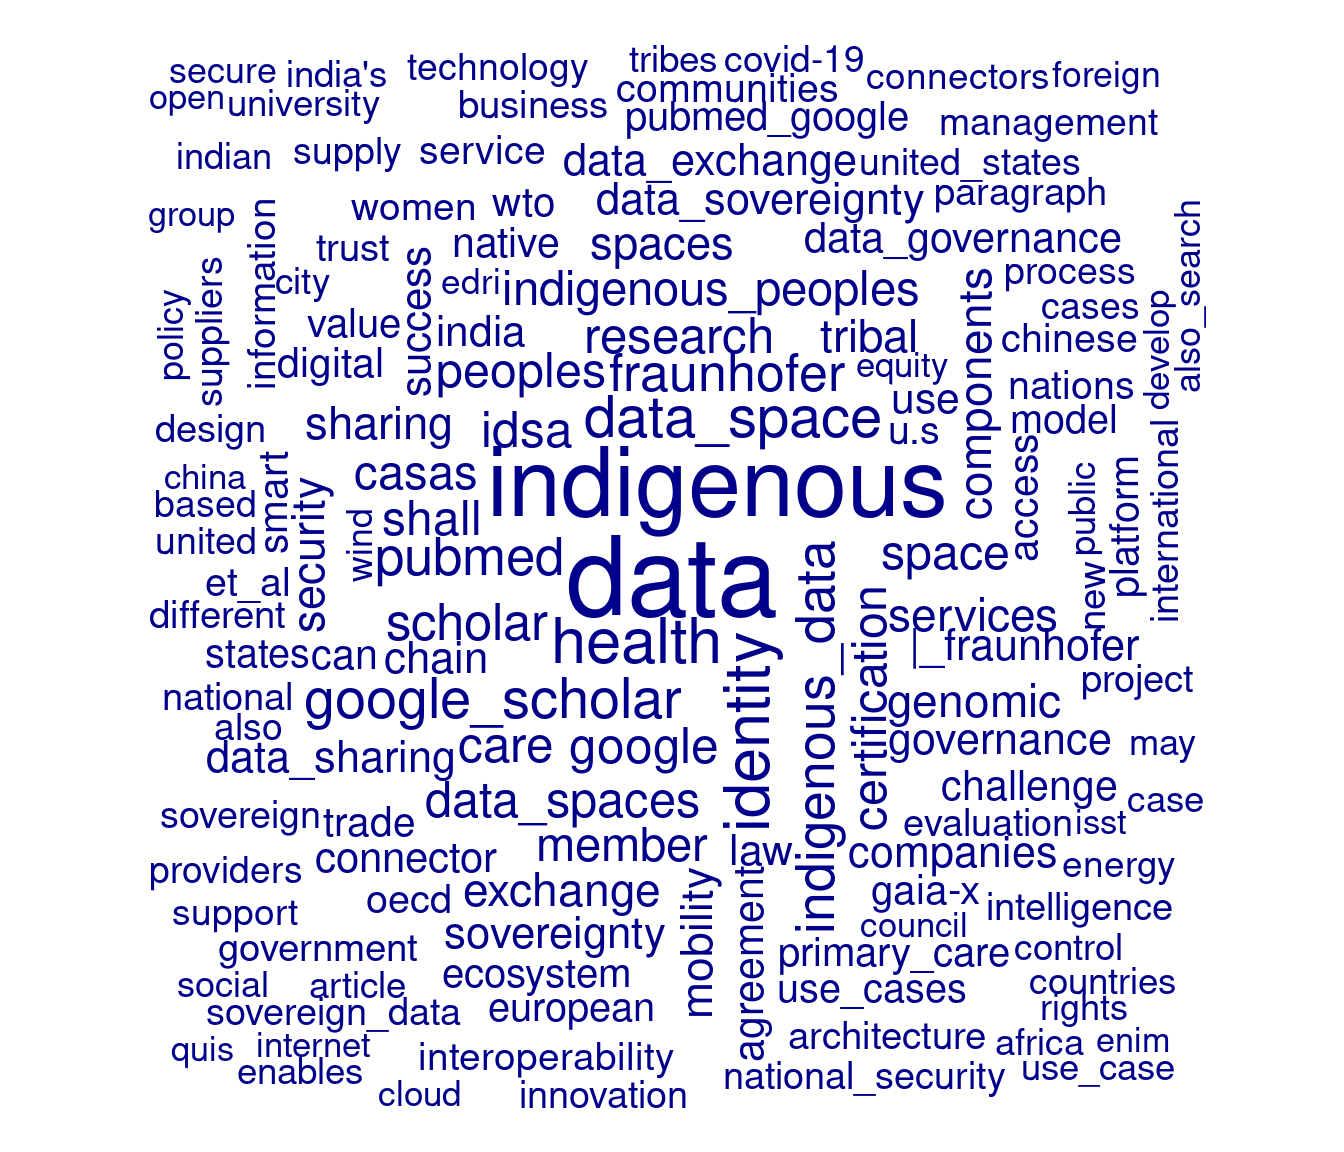 tribes covid-19
secure india's technology connectors foreign
open university business communities
pubmed_google management
indian supply service data_exchange united_states
group women wto data_sovereignty paragraph
trust native spaces data_governance
also_search
information
suppliers
policy
city edri indigenous_peoples process
success
components
develop
value india research tribal cases
chinese
digital peoples fraunhofer equity nations
design sharing idsa data_space use model
u.s
china casas indigenous
based smart security shall access public platform international
united wind pubmed data space new
et_al
different scholar health services
states can chain |_fraunhofer
identity
indigenous_data
certification
national google_scholar genomic project
also
data_sharing care google governance may
data_spaces challenge case
sovereign trade evaluation isst
providers connector member law companies energy
support oecd exchange gaia-x intelligence
mobility
agreement
government sovereignty council
primary_care control
social article ecosystem use_cases countries
sovereign_data european rights
quis internet interoperability architecture africa enim
enables national_security use_case
cloud innovation